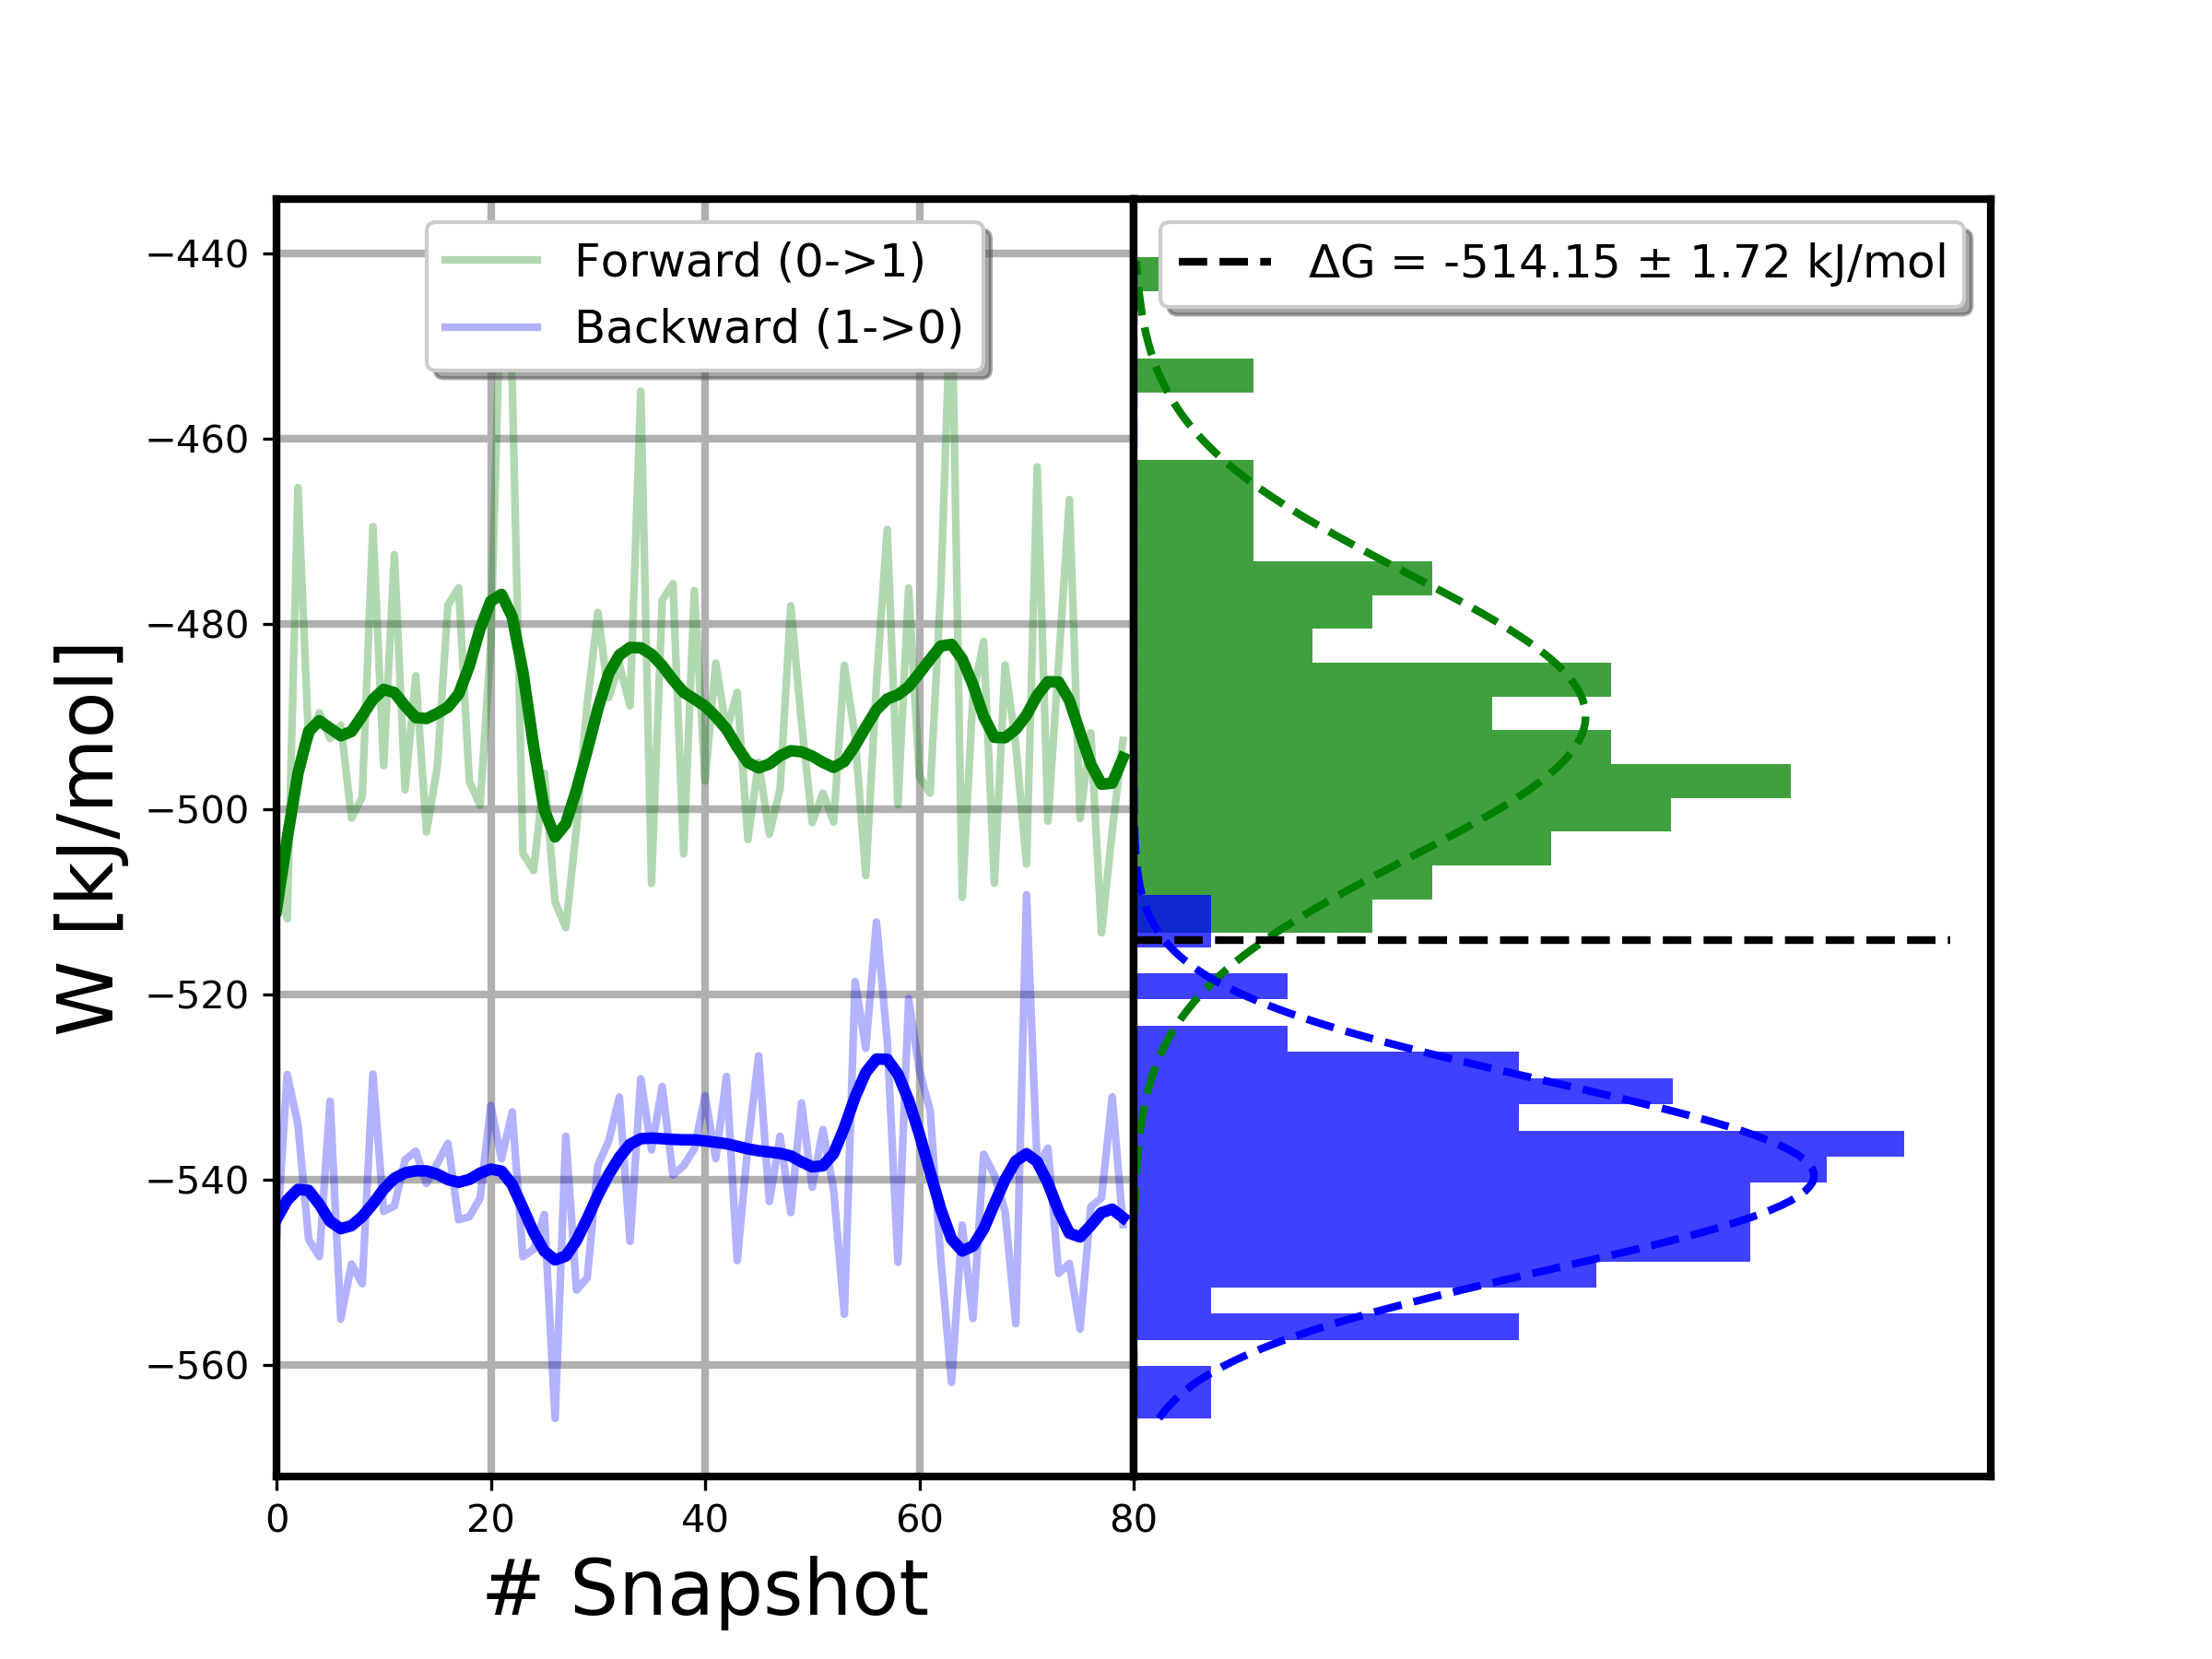 Forward (0->1)
Backward (1->0)
ΔG = -514.15 ± 1.72 kJ/mol
W [kJ/mol]
−440
−460
−480
−500
−520
−540
−560
0 20 40 60 80
# Snapshot